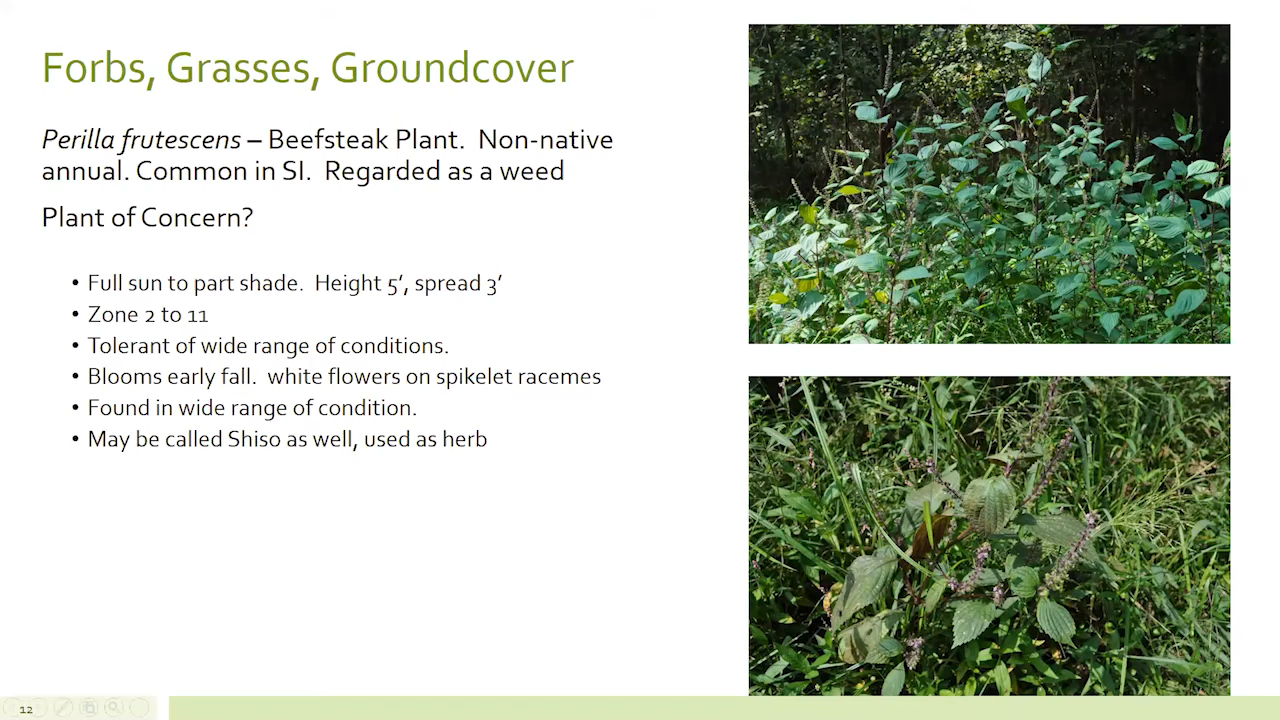 Forbs, Grasses, Groundcover
Perilla frutescens – Beefsteak Plant.  Non-native
annual. Common in SI.  Regarded as a weed
Plant of Concern?
• Full sun to part shade.  Height 5‘, spread 3’
• Zone 2 to 11
• Tolerant of wide range of conditions.
• Blooms early fall.  white flowers on spikelet racemes
• Found in wide range of condition.
• May be called Shiso as well, used as herb
12